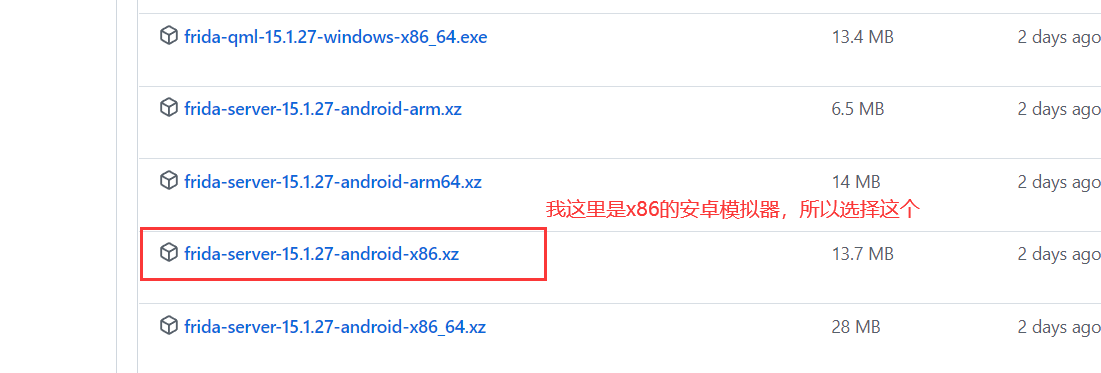 frida-qml-15.1.27-windows-x86_64.exe 13.4 MB 2 days ago
frida-server-15.1.27-android-arm.xz 6.5 MB 2 days ago
frida-server-15.1.27-android-arm64.xz 14 MB 2 days ago
我这里是x86的安卓模拟器，所以选择这个
frida-server-15.1.27-android-x86.xz 13.7 MB 2 days ago
frida-server-15.1.27-android-x86_64.xz 28 MB 2 days ago